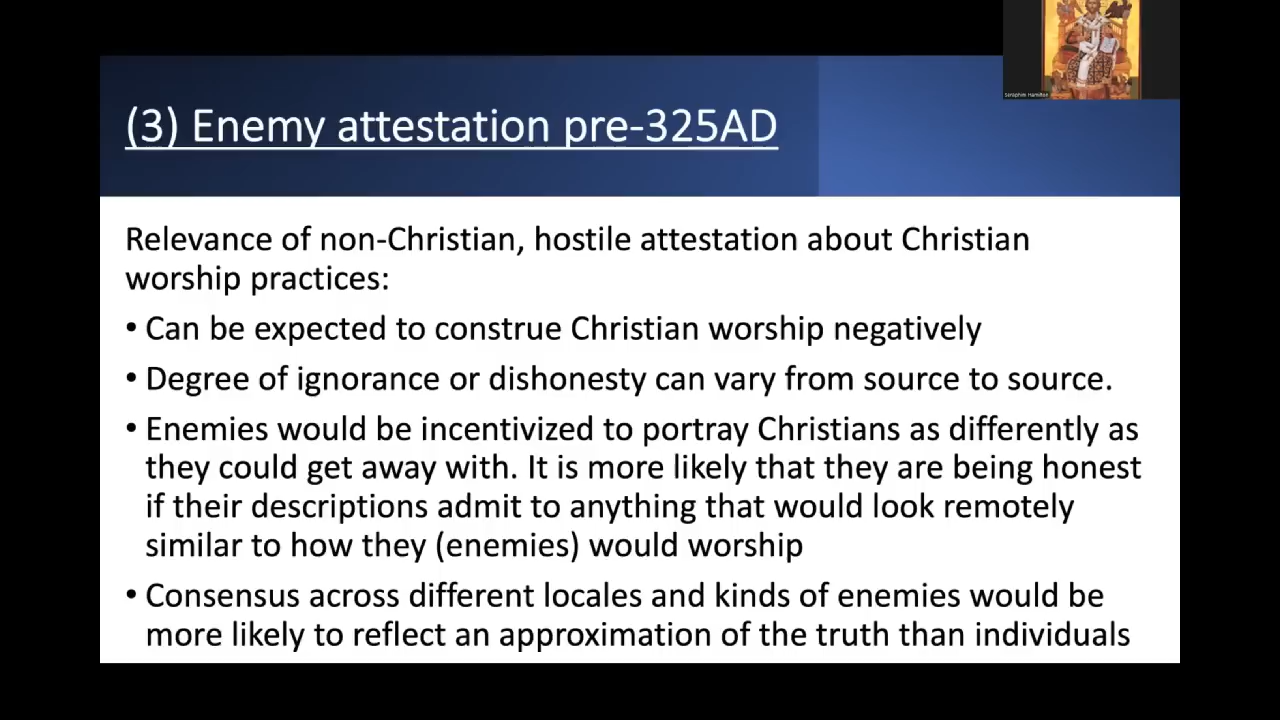 (3) Enemy attestation pre-325AD
Seraphim Hamilton
Relevance of non-Christian, hostile attestation about Christian
worship practices:
• Can be expected to construe Christian worship negatively
• Degree of ignorance or dishonesty can vary from source to source.
• Enemies would be incentivized to portray Christians as differently as
they could get away with. It is more likely that they are being honest
if their descriptions admit to anything that would look remotely
similar to how they (enemies) would worship
• Consensus across different locales and kinds of enemies would be
more likely to reflect an approximation of the truth than individuals